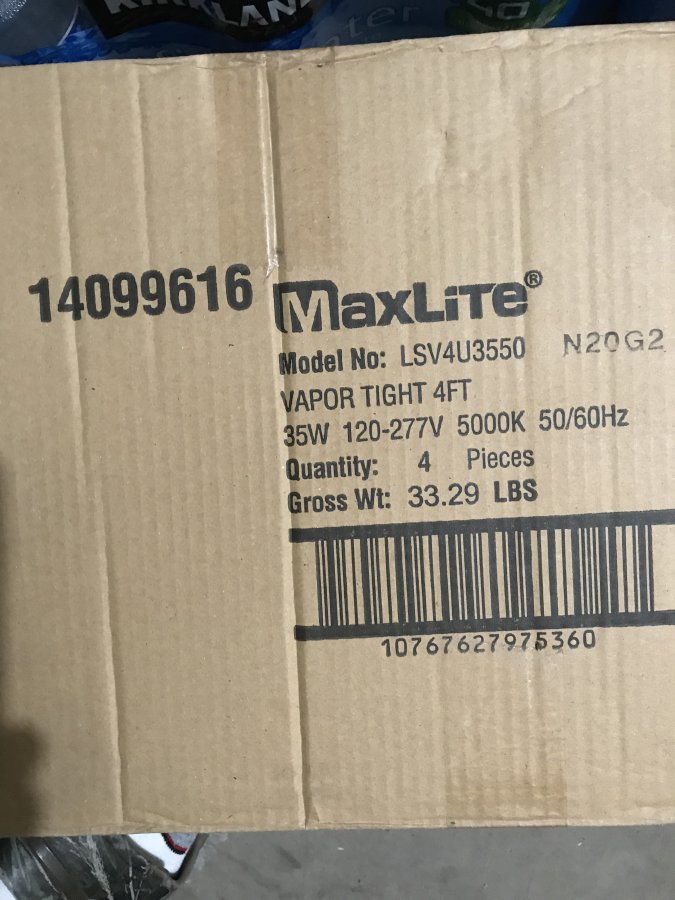 KIRKLAND
14099616
MaxLiTe®
Model No: LSV4U3550 N20G2
VAPOR TIGHT 4FT
35W 120-277V 5000K 50/60Hz
Quantity: 4 Pieces
Gross Wt: 33.29 LBS
10767627975360